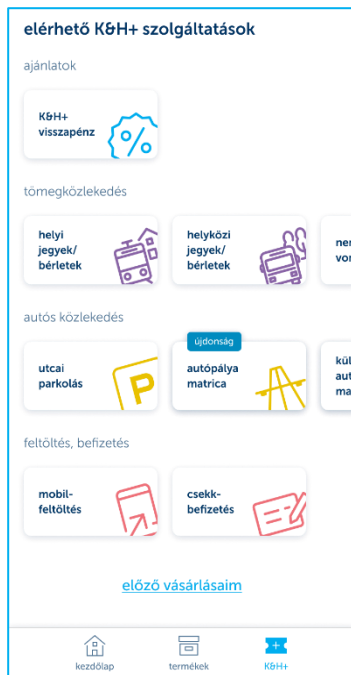 elérhető K&H+ szolgáltatások
ajánlatok
K&H+
visszapénz
tömegközlekedés
helyi
jegyek/
bérletek
helyközi
jegyek/
bérletek
autós közlekedés
utcai
parkolás
P
újdonság
autópálya
matrica
feltöltés, befizetés
mobil-
feltöltés
csekk-
befizetés
előző vásárlásaim
kezdőlap
termékek
K&H+